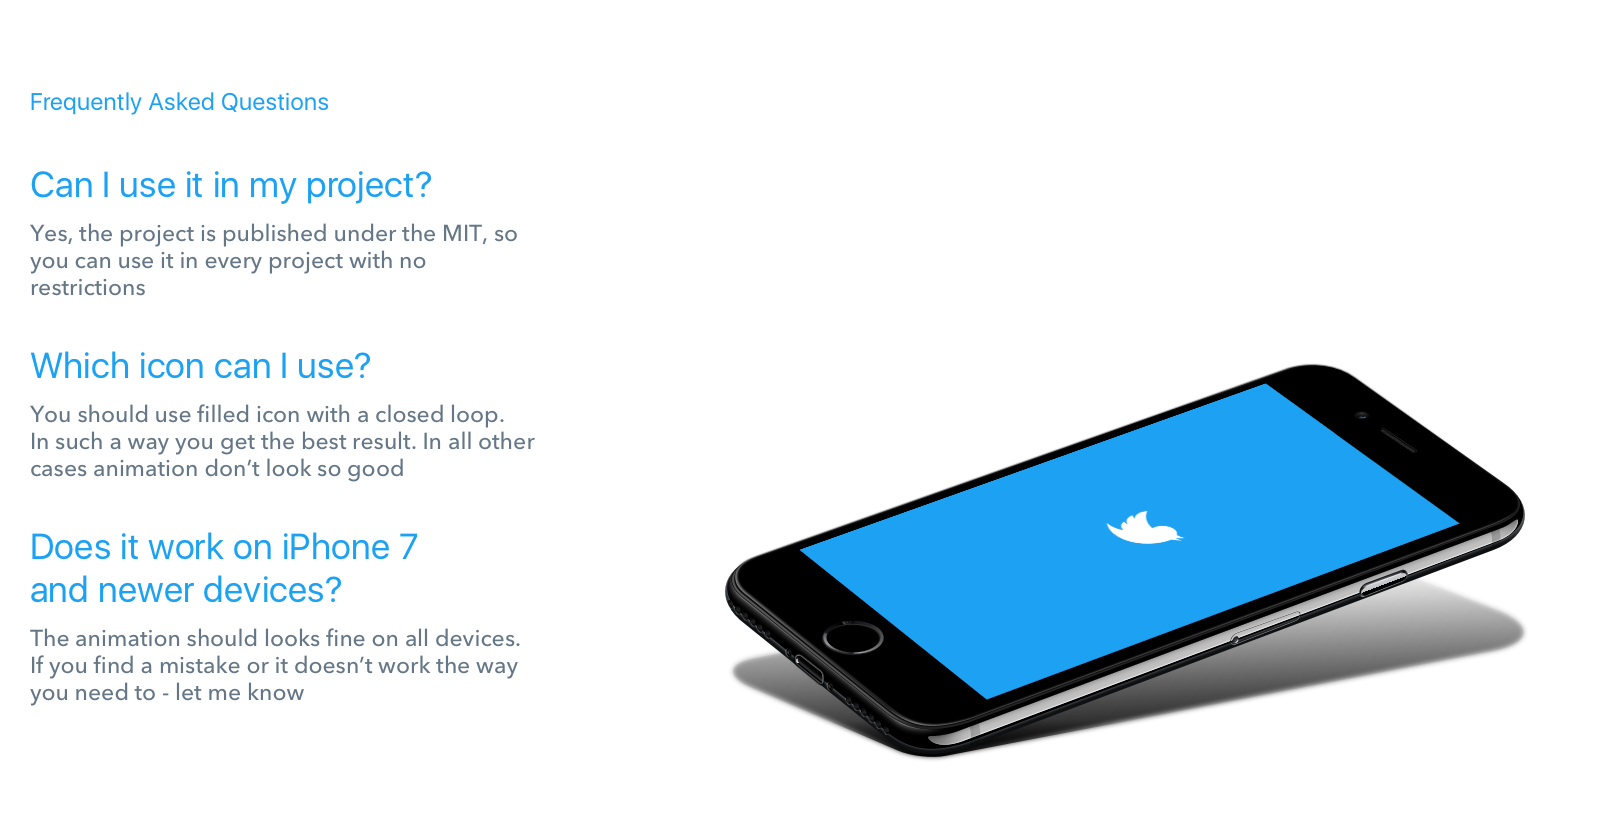 Frequently Asked Questions
Can I use it in my project?
Yes, the project is published under the MIT, so
you can use it in every project with no
restrictions
Which icon can I use?
You should use filled icon with a closed loop.
In such a way you get the best result. In all other
cases animation don’t look so good
Does it work on iPhone 7
and newer devices?
The animation should looks fine on all devices.
If you find a mistake or it doesn’t work the way
you need to - let me know